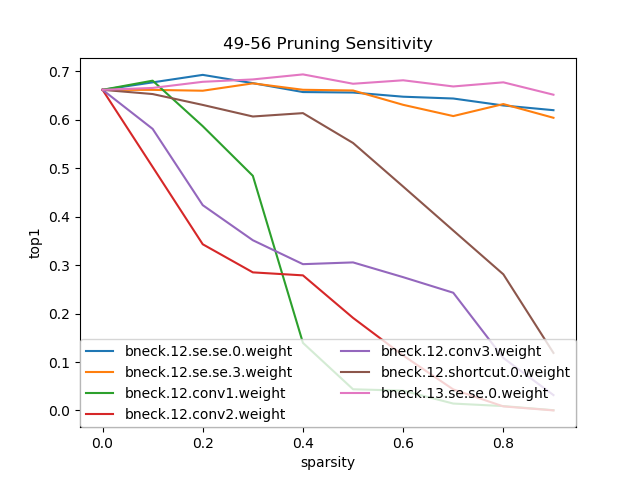 49-56 Pruning Sensitivity
top1
0.7
0.6
0.5
0.4
0.3
0.2
0.1
0.0
bneck.12.se.se.0.weight
bneck.12.se.se.3.weight
bneck.12.conv1.weight
bneck.12.conv2.weight
bneck.12.conv3.weight
bneck.12.shortcut.0.weight
bneck.13.se.se.0.weight
0.0 0.2 0.4 0.6 0.8
sparsity